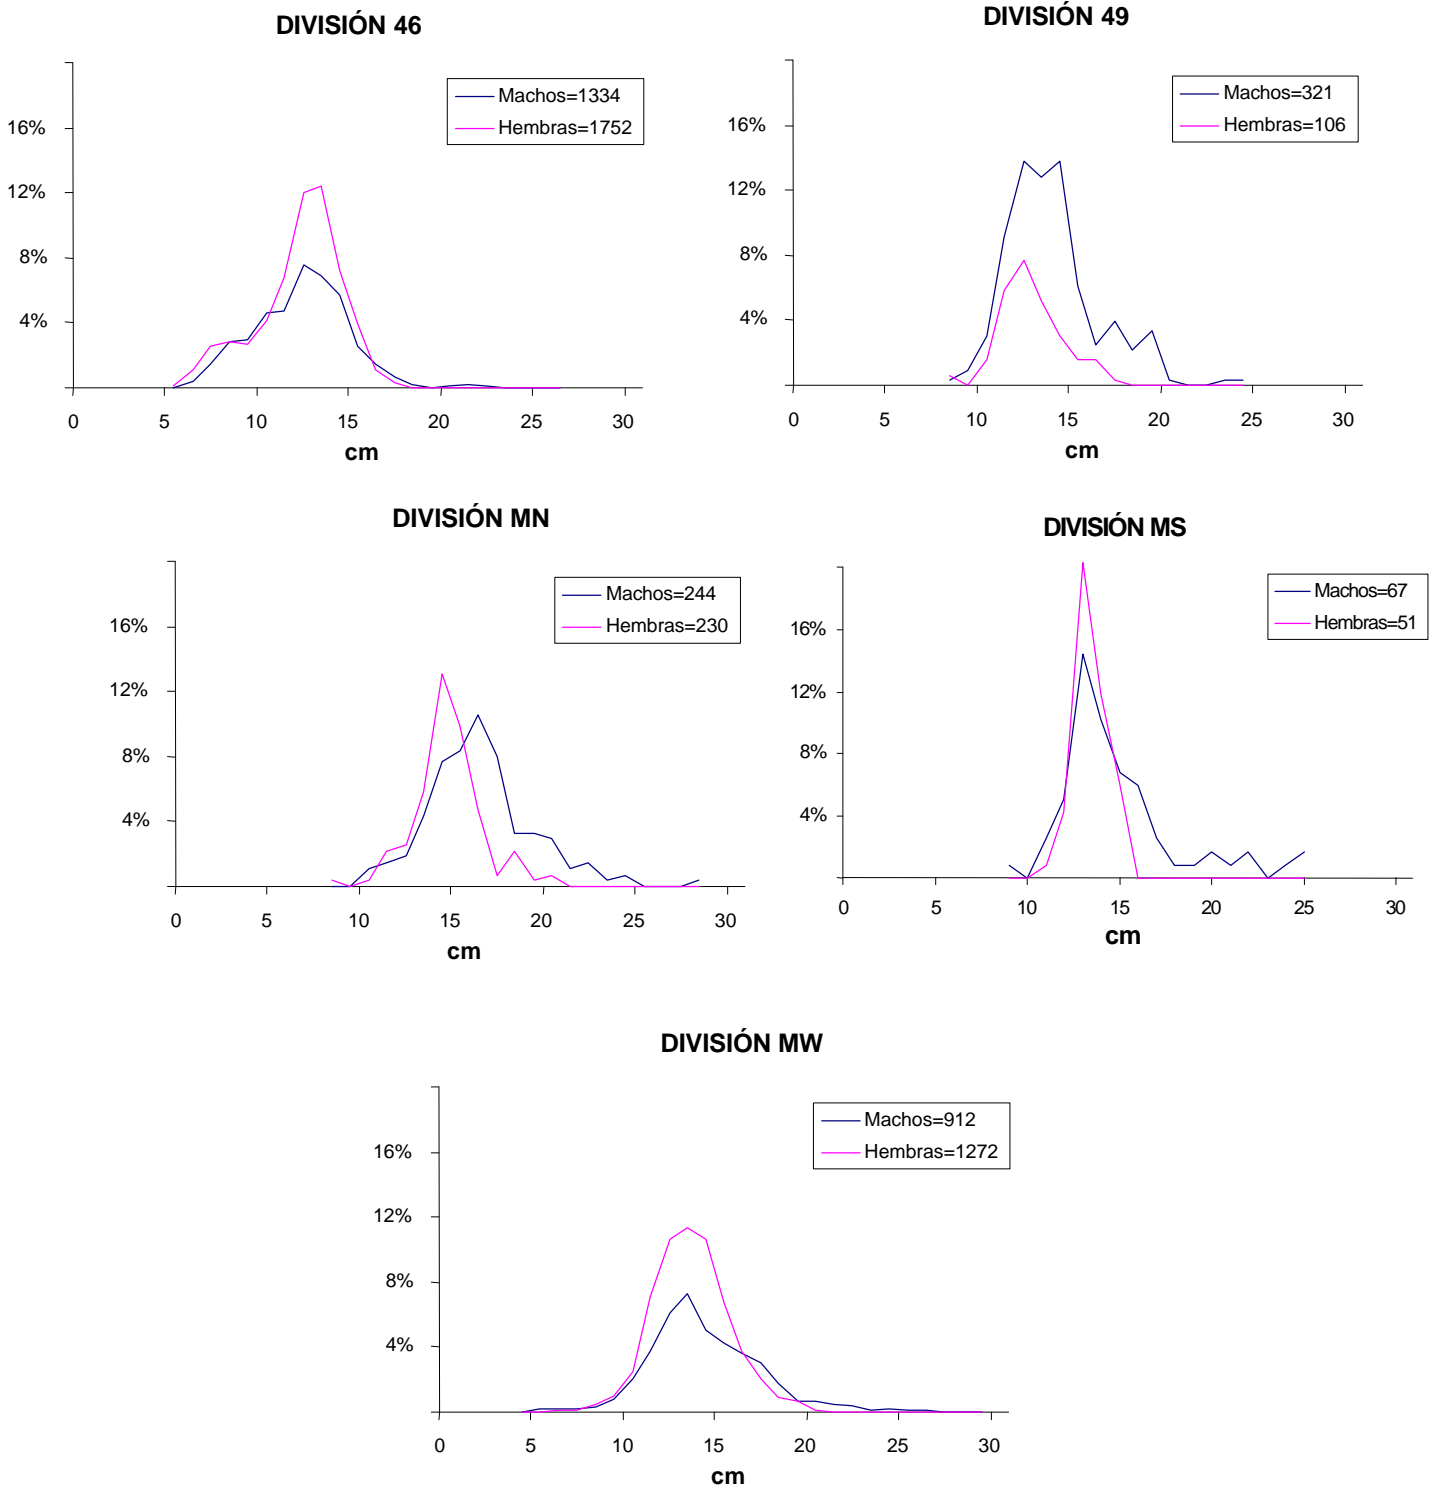 DIVISIÓN 46
Machos=1334
Hembras=1752
16%
12%
8%
4%
0 5 10 15 20 25 30
cm
DIVISIÓN 49
Machos=321
Hembras=106
16%
12%
8%
4%
0 5 10 15 20 25 30
cm
DIVISIÓN MN
Machos=244
Hembras=230
16%
12%
8%
4%
0 5 10 15 20 25 30
cm
DIVISIÓN MS
Machos=67
Hembras=51
16%
12%
8%
4%
0 5 10 15 20 25 30
cm
DIVISIÓN MW
Machos=912
Hembras=1272
16%
12%
8%
4%
0 5 10 15 20 25 30
cm